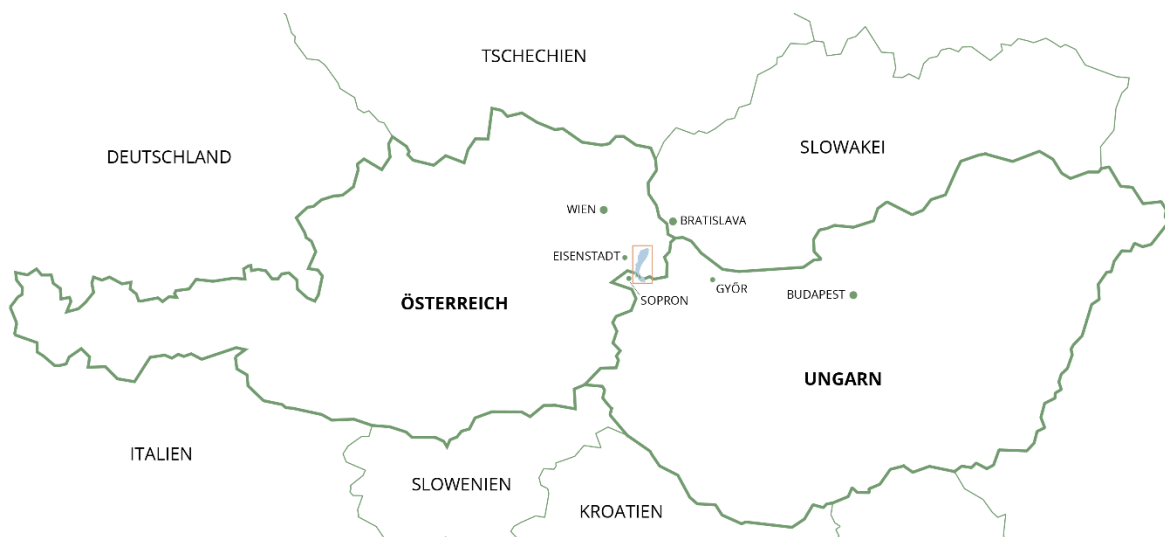 TSCHECHIEN
DEUTSCHLAND
SLOWAKEI
WIEN
BRATISLAVA
EISENSTADT
SOPRON
GYŐR
BUDAPEST
ÖSTERREICH
UNGARN
ITALIEN
SLOWENIEN
KROATIEN